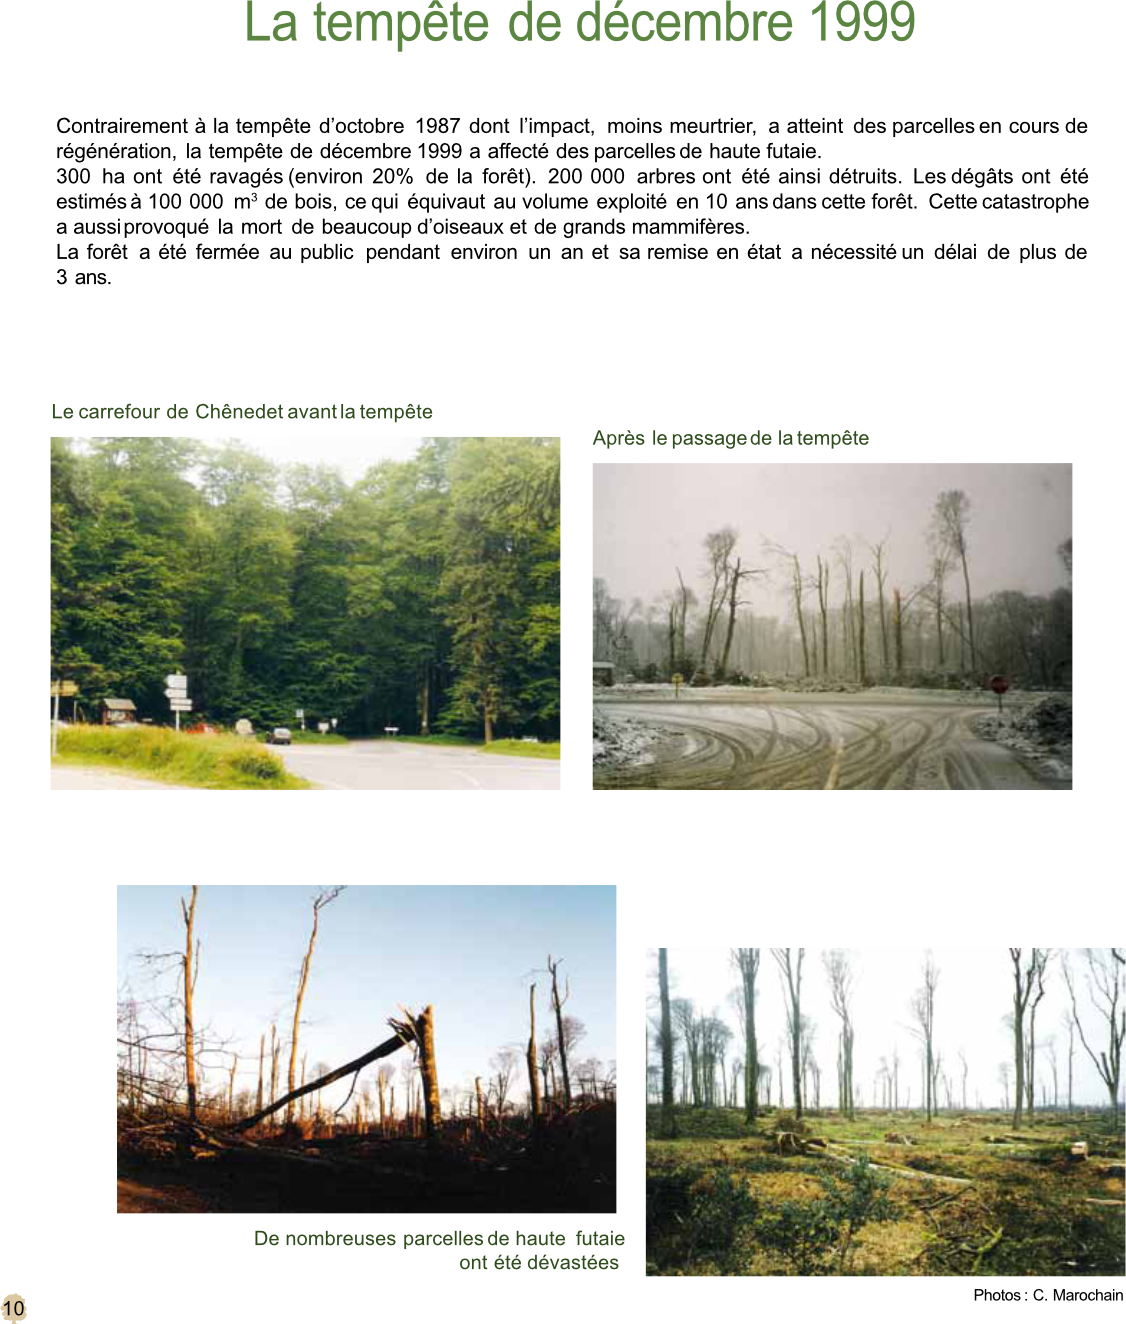 La tempête de décembre 1999
Contrairement à la tempête d’octobre 1987 dont l’impact, moins meurtrier, a atteint des parcelles en cours de
régénération, la tempête de décembre 1999 a affecté des parcelles de haute futaie.
300 ha ont été ravagés (environ 20% de la forêt). 200 000 arbres ont été ainsi détruits. Les dégâts ont été
estimés à 100 000 m³ de bois, ce qui équivaut au volume exploité en 10 ans dans cette forêt. Cette catastrophe
a aussi provoqué la mort de beaucoup d’oiseaux et de grands mammifères.
La forêt a été fermée au public pendant environ un an et sa remise en état a nécessité un délai de plus de
3 ans.
Le carrefour de Chênedet avant la tempête
Après le passage de la tempête
De nombreuses parcelles de haute futaie
ont été dévastées
Photos : C. Marochain
10